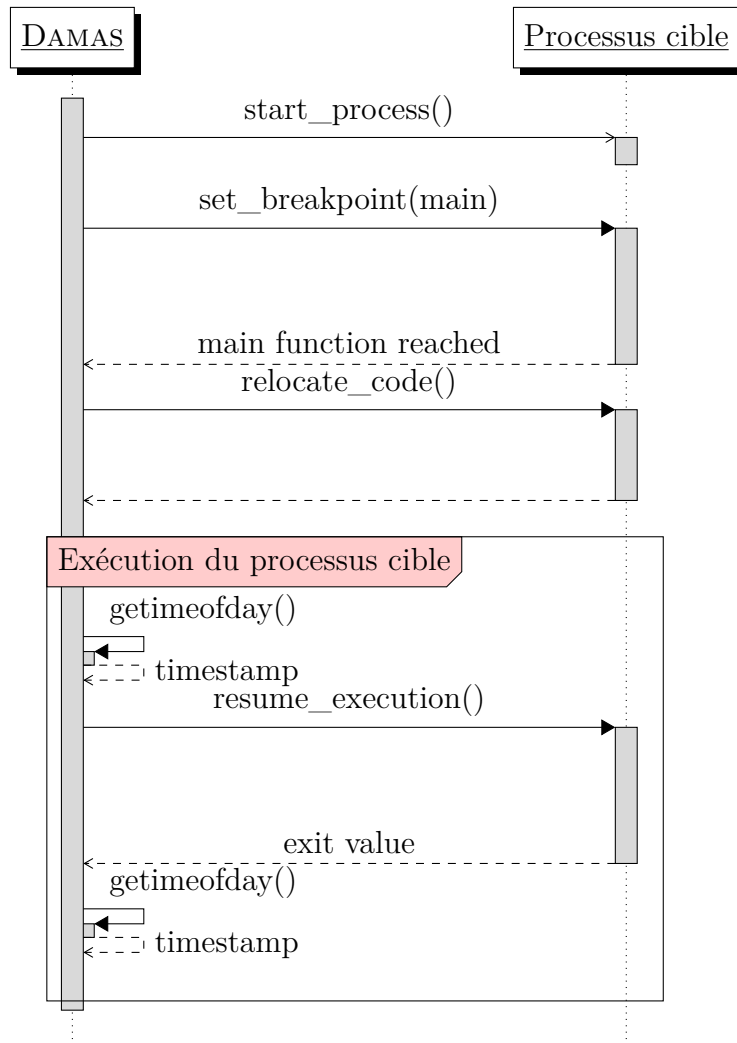 DAMAS
Processus cible
start_process()
set_breakpoint(main)
main function reached
relocate_code()
Exécution du processus cible
getimeofday()
timestamp
resume_execution()
exit value
getimeofday()
timestamp